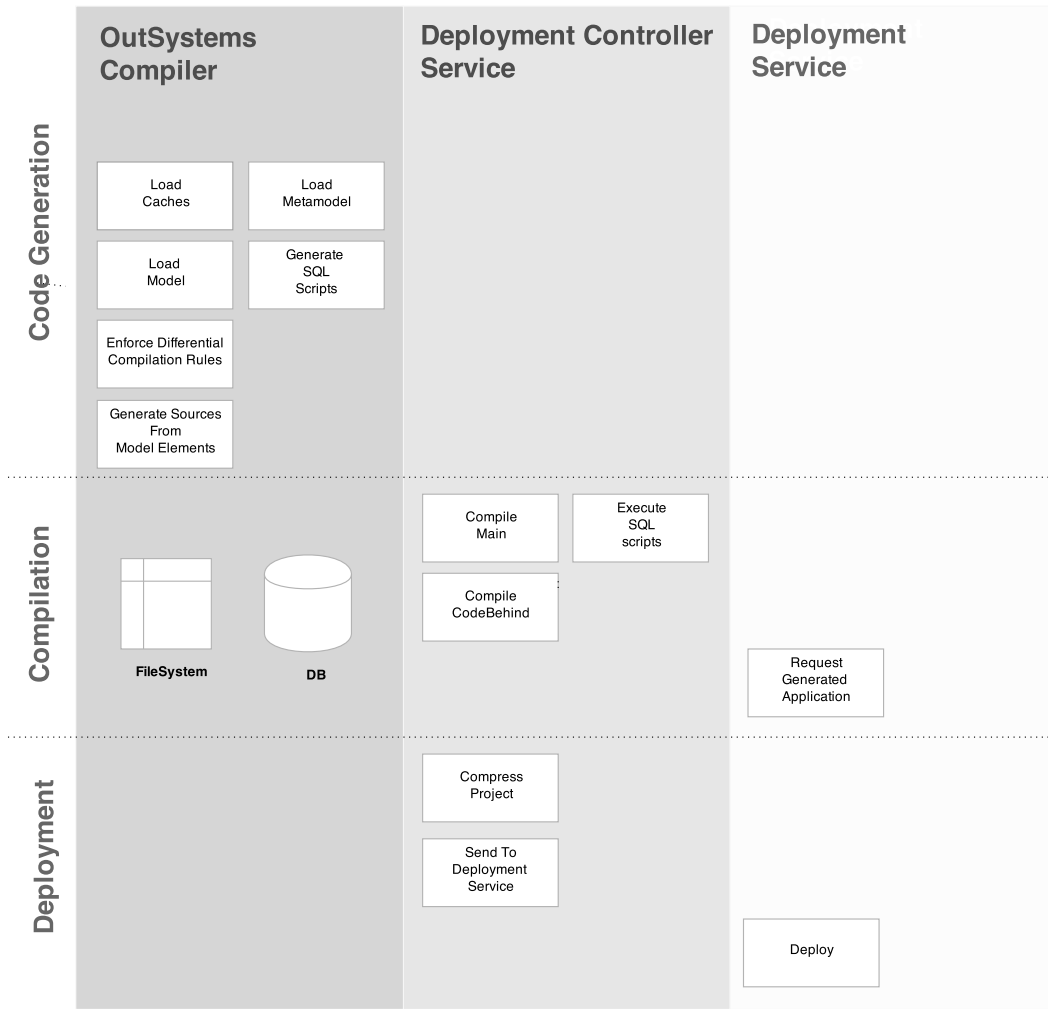 OutSystems
Compiler
Deployment Controller
Service
Deployment
Service
Code Generation
Load
Caches
Load
Metamodel
Load
Model
Generate
SQL
Scripts
Enforce Differential
Compilation Rules
Generate Sources
From
Model Elements
Compilation
FileSystem
DB
Compile
Main
Execute
SQL
scripts
Compile
CodeBehind
Request
Generated
Application
Deployment
Compress
Project
Send To
Deployment
Service
Deploy